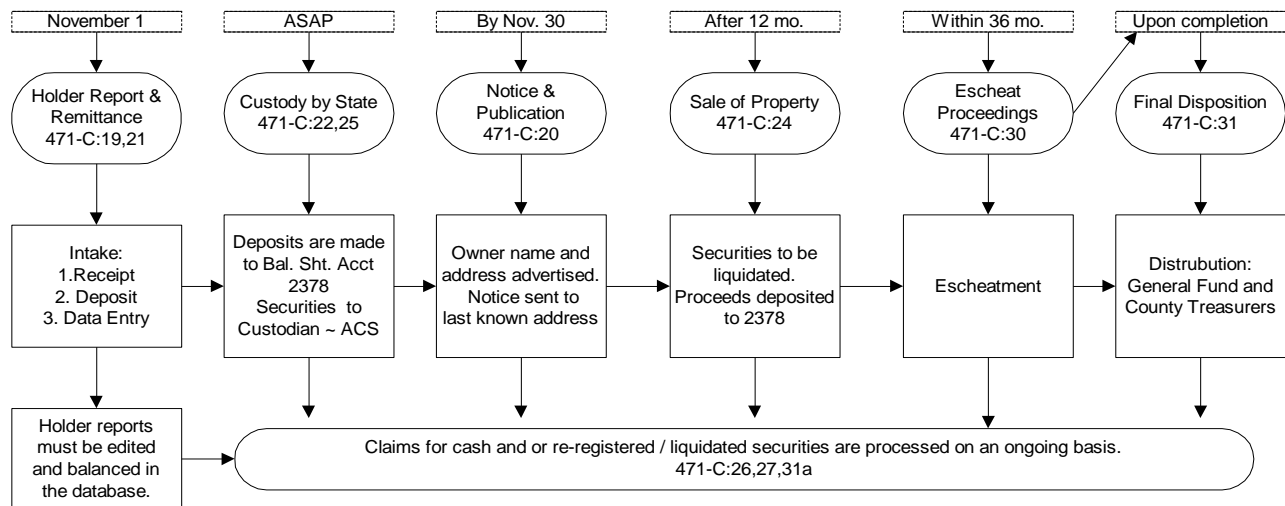 November 1
ASAP
By Nov. 30
After 12 mo.
Within 36 mo.
Upon completion
Holder Report &
Remittance
471-C:19,21
Custody by State
471-C:22,25
Notice &
Publication
471-C:20
Sale of Property
471-C:24
Escheat
Proceedings
471-C:30
Final Disposition
471-C:31
Intake:
1.Receipt
2. Deposit
3. Data Entry
Deposits are made
to Bal. Sht. Acct
2378
Securities to
Custodian ~ ACS
Owner name and
address advertised.
Notice sent to
last known address
Securities to be
liquidated.
Proceeds deposited
to 2378
Escheatment
Distrubution:
General Fund and
County Treasurers
Holder reports
must be edited
and balanced in
the database.
Claims for cash and or re-registered / liquidated securities are processed on an ongoing basis.
471-C:26,27,31a